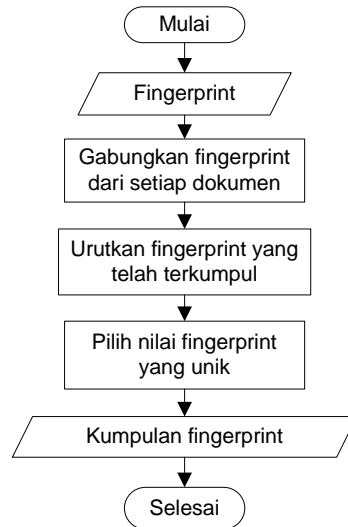 Mulai
Fingerprint
Gabungkan fingerprint
dari setiap dokumen
Urutkan fingerprint yang
telah terkumpul
Pilih nilai fingerprint
yang unik
Kumpulan fingerprint
Selesai